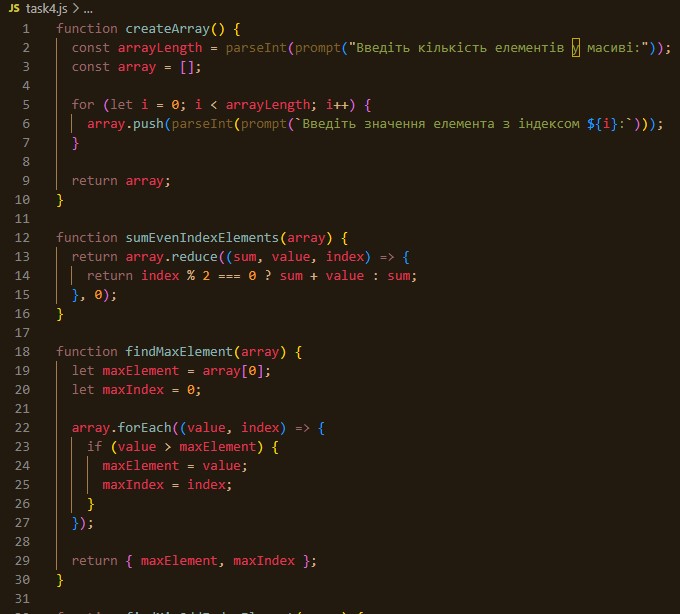 JS task4.js > ...
1 function createArray() {
2 const arrayLength = parseInt(prompt("Введіть кількість елементів у масиві:"));
3 const array = [];
4
5 for (let i = 0; i < arrayLength; i++) {
6 array.push(parseInt(prompt(`Введіть значення елемента з індексом ${i}:`)));
7 }
8
9 return array;
10 }
11
12 function sumEvenIndexElements(array) {
13 return array.reduce((sum, value, index) => {
14 return index % 2 === 0 ? sum + value : sum;
15 }, 0);
16 }
17
18 function findMaxElement(array) {
19 let maxElement = array[0];
20 let maxIndex = 0;
21
22 array.forEach((value, index) => {
23 if (value > maxElement) {
24 maxElement = value;
25 maxIndex = index;
26 }
27 });
28
29 return { maxElement, maxIndex };
30 }
31